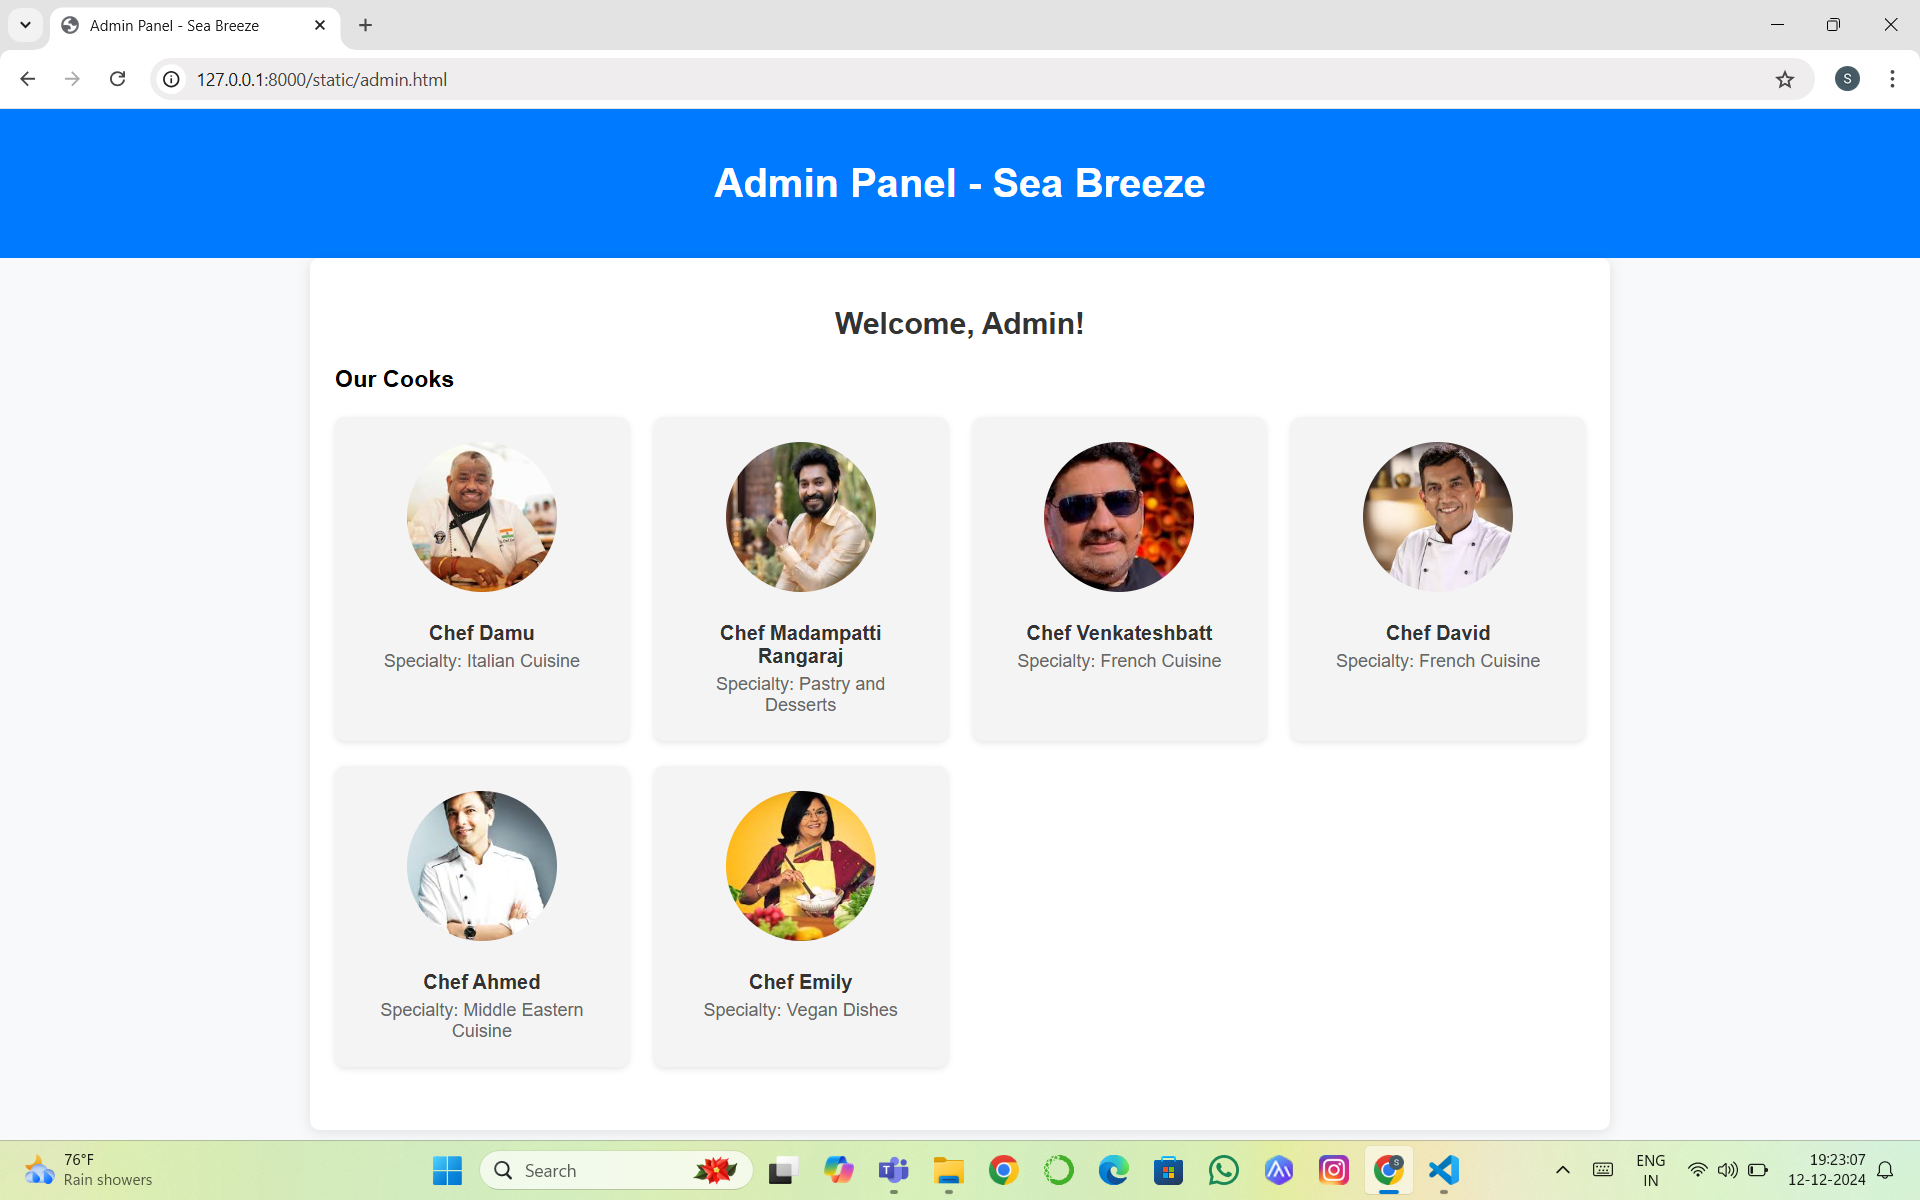 Admin Panel - Sea Breeze
127.0.0.1:8000/static/admin.html
S
Admin Panel - Sea Breeze
Welcome, Admin!
Our Cooks
Chef Damu
Specialty: Italian Cuisine
Chef Madampatti
Rangaraj
Specialty: Pastry and
Desserts
Chef Venkateshbatt
Specialty: French Cuisine
Chef David
Specialty: French Cuisine
Chef Ahmed
Specialty: Middle Eastern
Cuisine
Chef Emily
Specialty: Vegan Dishes
76°F
Rain showers
Search
ENG
IN
19:23:07
12-12-2024